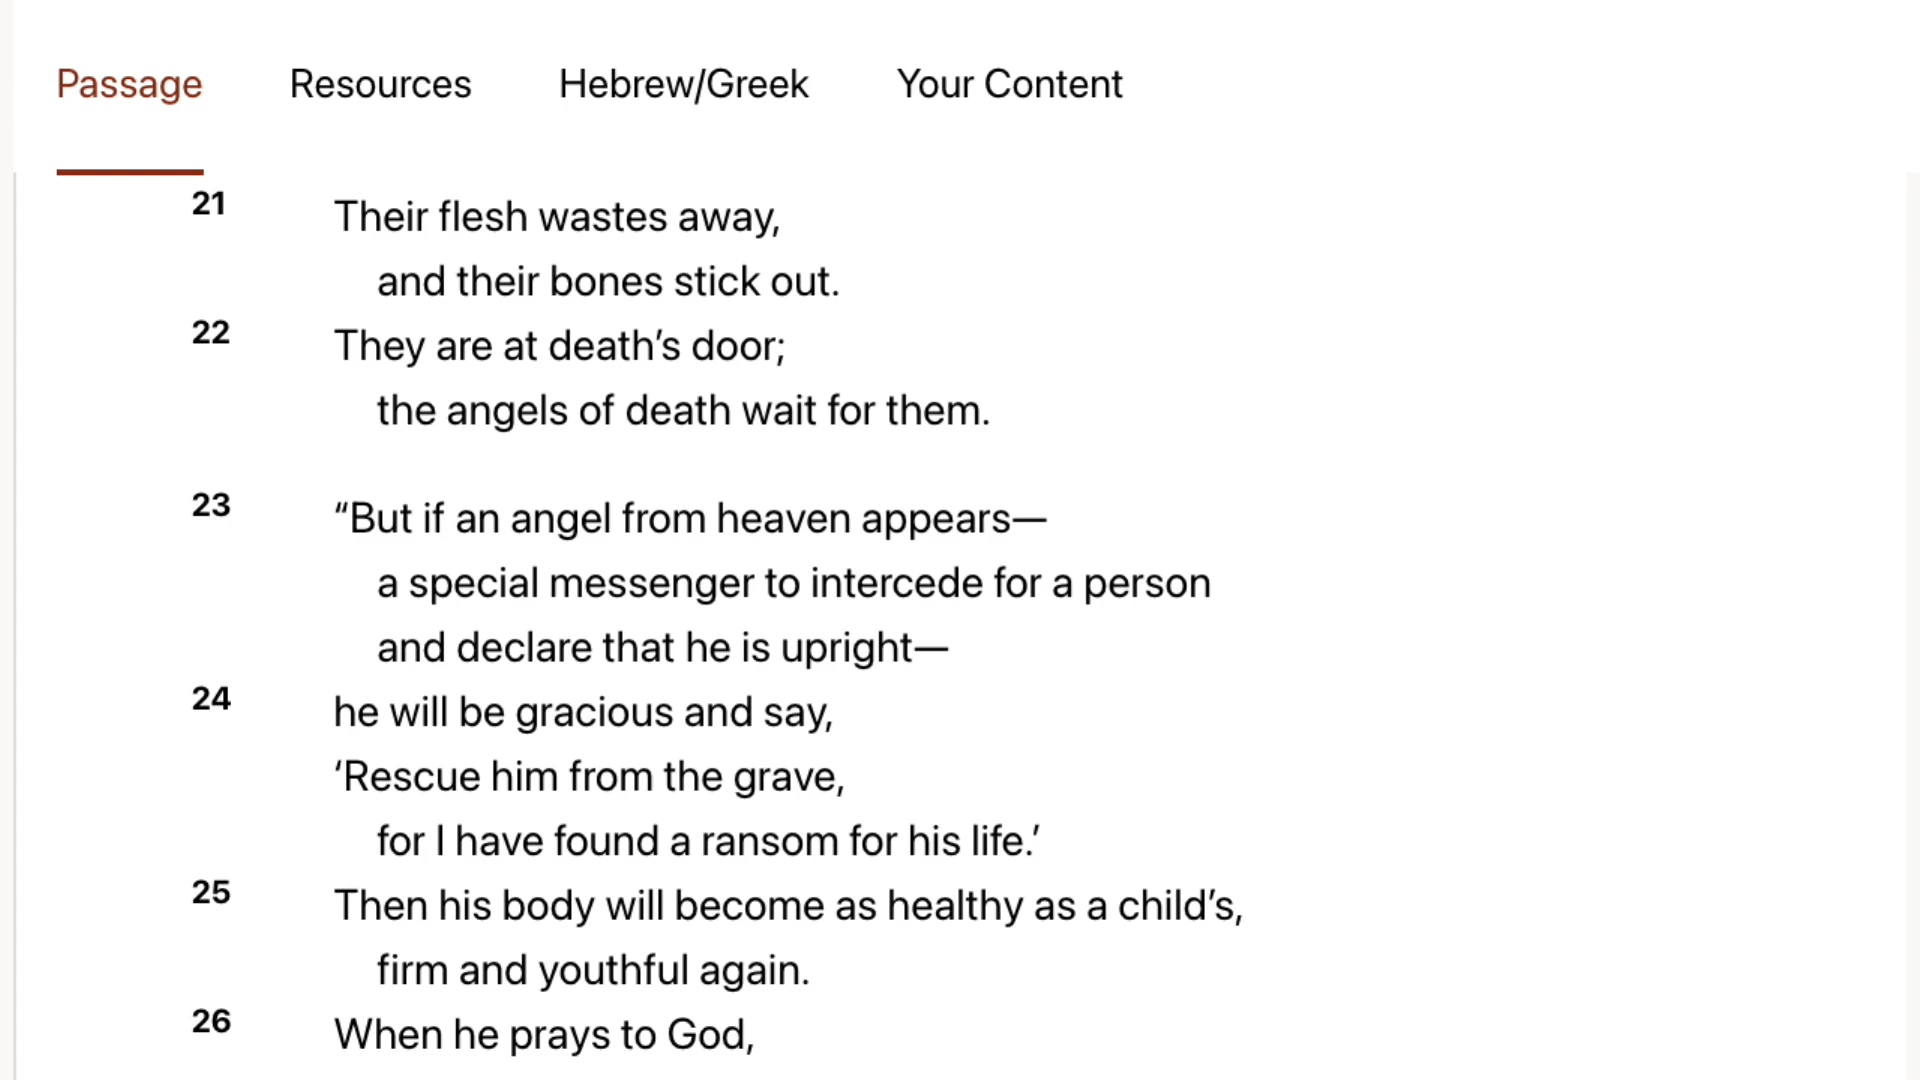 Passage Resources Hebrew/Greek Your Content
21 Their flesh wastes away,
and their bones stick out.
22 They are at death’s door;
the angels of death wait for them.
23 “But if an angel from heaven appears—
a special messenger to intercede for a person
and declare that he is upright—
24 he will be gracious and say,
‘Rescue him from the grave,
for I have found a ransom for his life.’
25 Then his body will become as healthy as a child’s,
firm and youthful again.
26 When he prays to God,